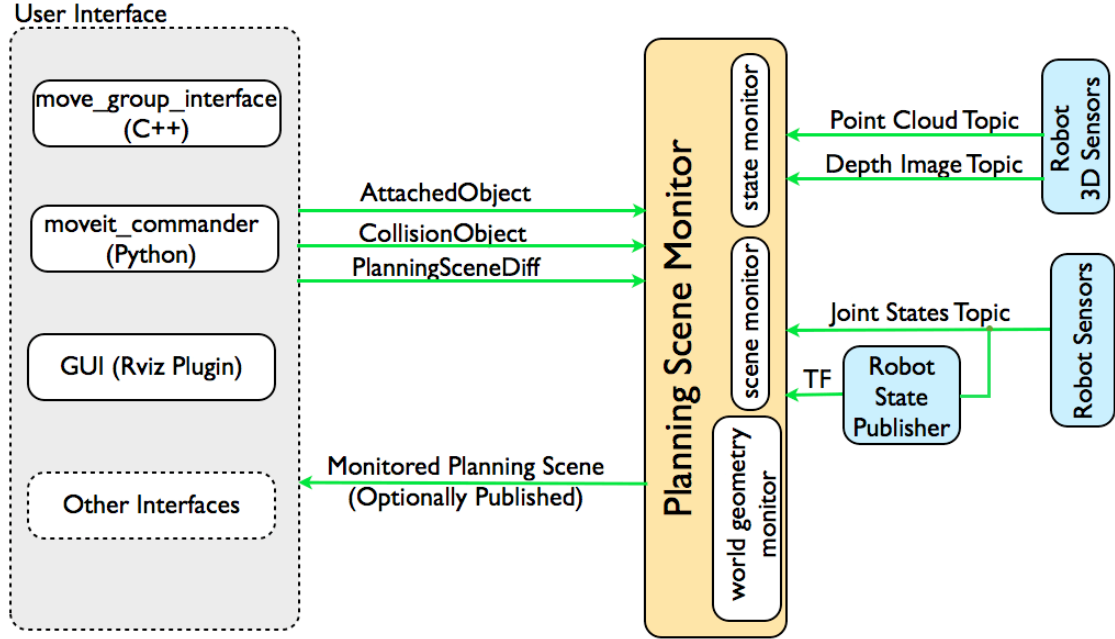 User Interface
move_group_interface
(C++)
moveit_commander
(Python)
GUI (Rviz Plugin)
Other Interfaces
AttachedObject
CollisionObject
PlanningSceneDiff
Monitored Planning Scene
(Optionally Published)
Planning Scene Monitor
state monitor
scene monitor
world geometry
monitor
Point Cloud Topic
Depth Image Topic
Joint States Topic
TF
Robot
State
Publisher
Robot
3D Sensors
Robot Sensors